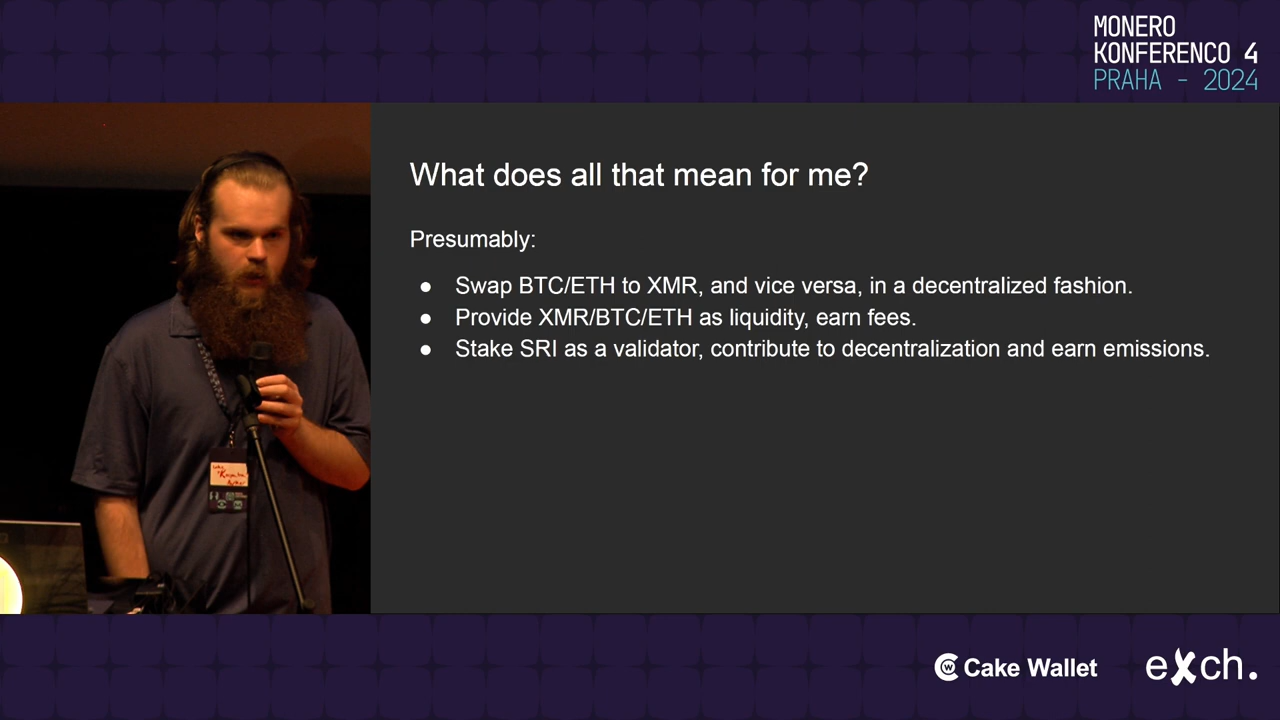 MONERO
KONFERENCO 4
PRAHA - 2024
What does all that mean for me?
Presumably:
● Swap BTC/ETH to XMR, and vice versa, in a decentralized fashion.
● Provide XMR/BTC/ETH as liquidity, earn fees.
● Stake SRI as a validator, contribute to decentralization and earn emissions.
Cake Wallet
exch.